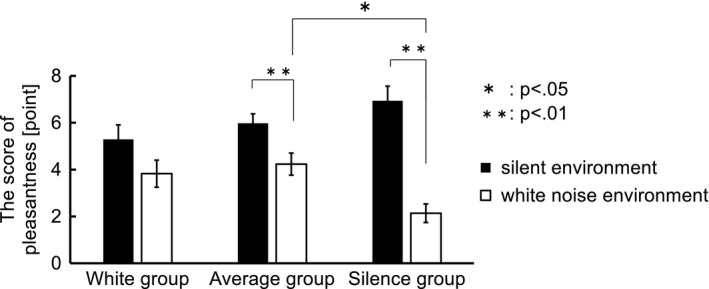 *
* *
* *
8
6
4
2
0
The score of
pleasantness [point]
White group
Average group
Silence group
* : p<.05
* * : p<.01
silent environment
white noise environment